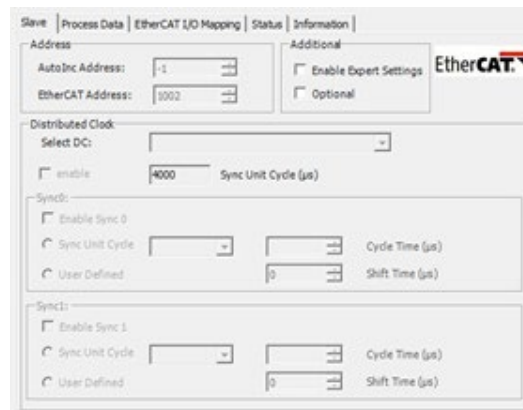 Slave Process Data EtherCAT I/O Mapping Status Information
Address
AutoInc Address: -1
EtherCAT Address: 1002
Additional
Enable Expert Settings
Optional
EtherCAT.
Distributed Clock
Select DC:
enable 4000 Sync Unit Cycle (µs)
Sync0:
Enable Sync 0
Sync Unit Cycle Cycle Time (µs)
User Defined 0 Shift Time (µs)
Sync1:
Enable Sync 1
Sync Unit Cycle Cycle Time (µs)
User Defined 0 Shift Time (µs)